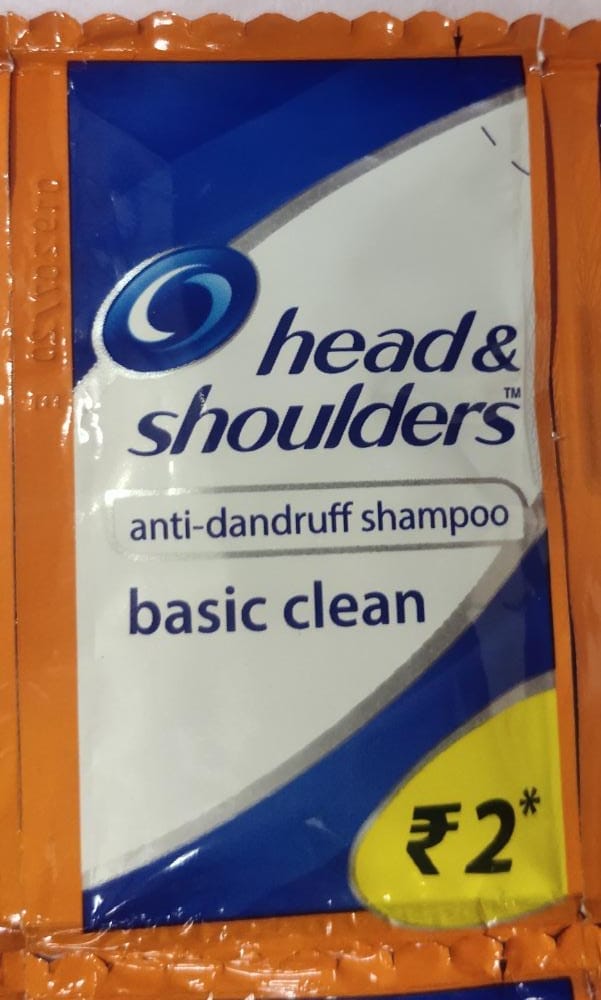 head &
shoulders™
anti-dandruff shampoo
basic clean
₹2*